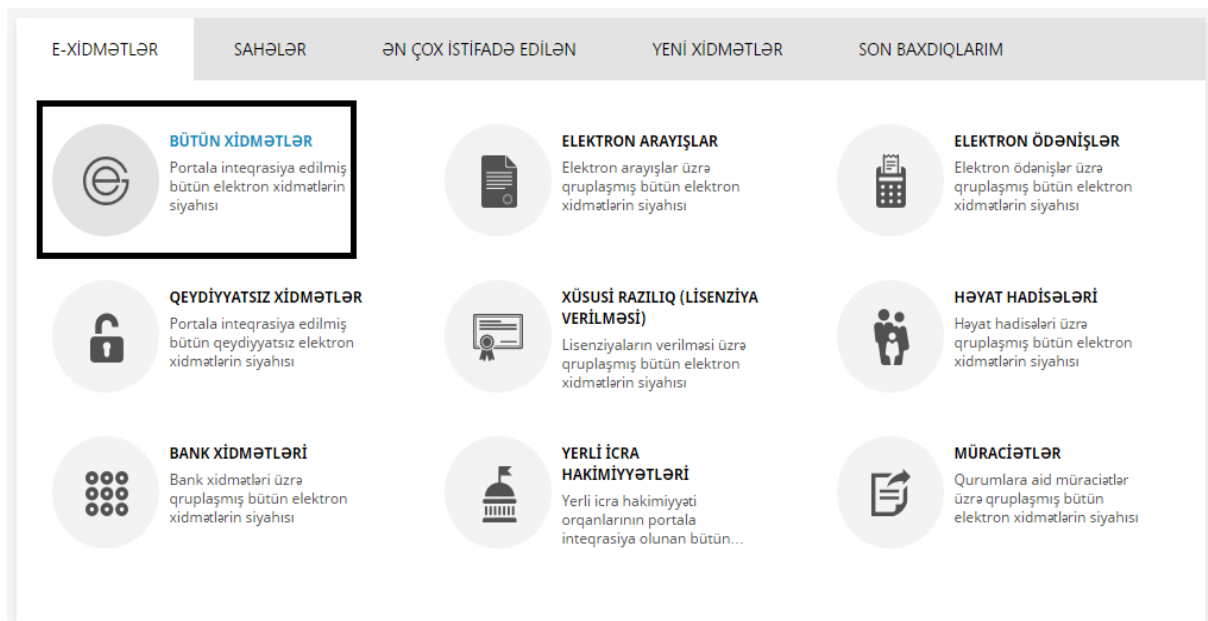 E-XİDMƏTLƏR
SAHƏLƏR
ƏN ÇOX İSTİFADƏ EDİLƏN
YENİ XİDMƏTLƏR
SON BAXDIQLARIM
BÜTÜN XİDMƏTLƏR
Portala inteqrasiya edilmiş
bütün elektron xidmətlərin
siyahısı
ELEKTRON ARAYIŞLAR
Elektron arayışlar üzrə
qruplaşmış bütün elektron
xidmətlərin siyahısı
ELEKTRON ÖDƏNİŞLƏR
Elektron ödənişlər üzrə
qruplaşmış bütün elektron
xidmətlərin siyahısı
QEYDİYYATSIZ XİDMƏTLƏR
Portala inteqrasiya edilmiş
bütün qeydiyyatsız elektron
xidmətlərin siyahısı
XÜSUSİ RAZILIQ (LİSENZİYA
VERİLMƏSİ)
Lisenziyaların verilməsi üzrə
qruplaşmış bütün elektron
xidmətlərin siyahısı
HƏYAT HADİSƏLƏRİ
Həyat hadisələri üzrə
qruplaşmış bütün elektron
xidmətlərin siyahısı
BANK XİDMƏTLƏRİ
Bank xidmətləri üzrə
qruplaşmış bütün elektron
xidmətlərin siyahısı
YERLİ İCRA
HAKİMİYYƏTLƏRİ
Yerli icra hakimiyyəti
orqanlarının portala
inteqrasiya olunan bütün...
MÜRACİƏTLƏR
Qurumlara aid müraciətlər
üzrə qruplaşmış bütün
elektron xidmətlərin siyahısı